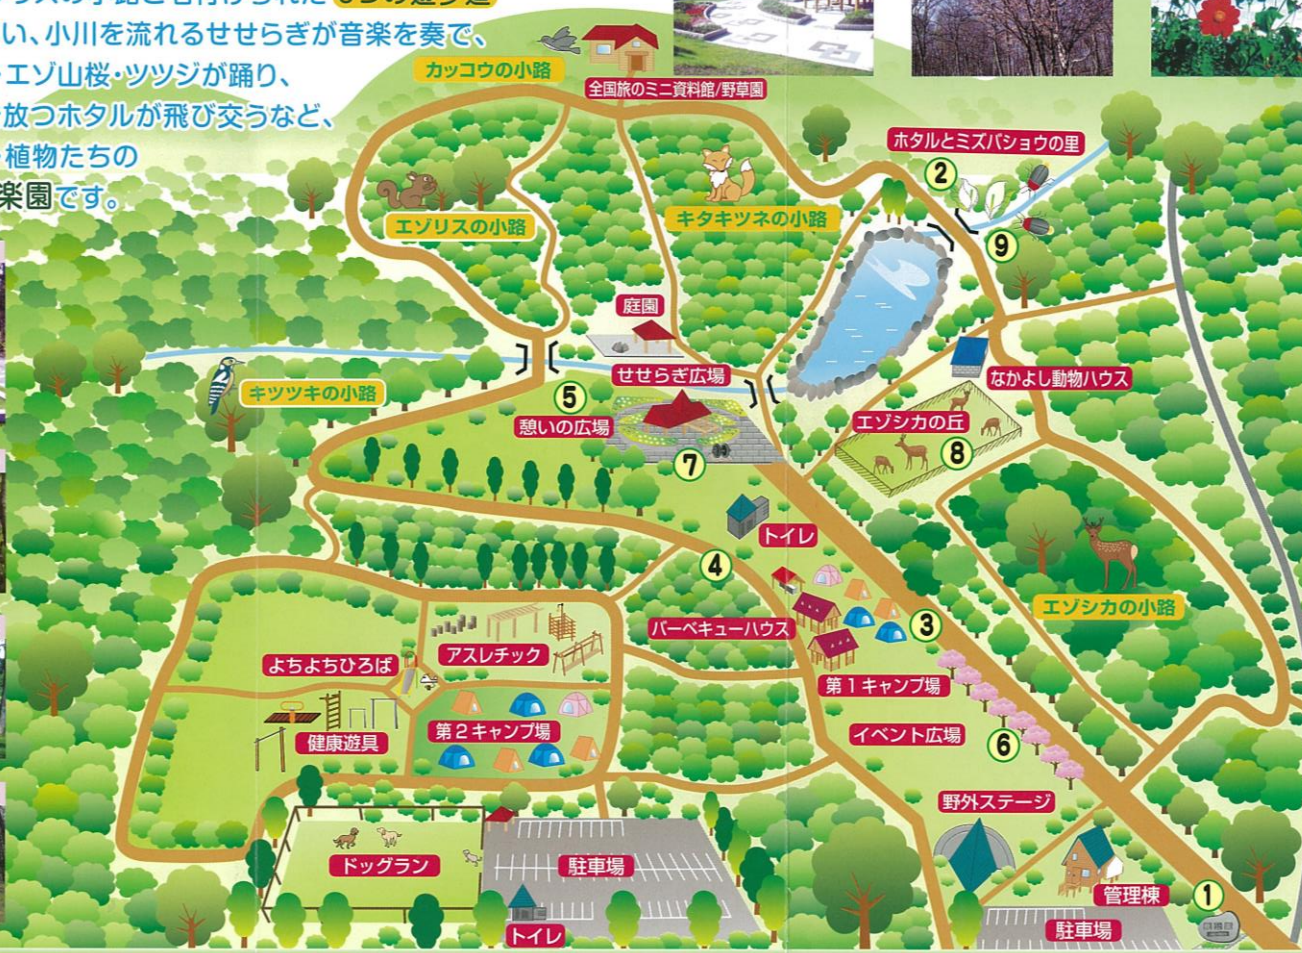 い、小川を流れるせせらぎが音楽を奏で、
エゾ山桜・ツツジが踊り、
放つホタルが飛び交うなど、
植物たちの
楽園です。
カッコウの小路
全国旅のミニ資料館/野草園
ホタルとミズバショウの里
2
エゾリスの小路
キタキツネの小路
9
庭園
せせらぎ広場
なかよし動物ハウス
キツツキの小路
5
憩いの広場
エゾシカの丘
8
7
トイレ
4
エゾシカの小路
バーベキューハウス
3
アスレチック
よちよちひろば
第1キャンプ場
第2キャンプ場
イベント広場
健康遊具
6
野外ステージ
ドッグラン
駐車場
管理棟
1
トイレ
駐車場